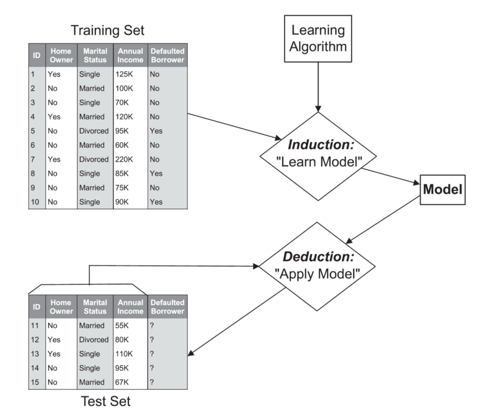 Training Set
ID Home Owner Marital Status Annual Income Defaulted Borrower
1 Yes Single 125K No
2 No Married 100K No
3 No Single 70K No
4 Yes Married 120K No
5 No Divorced 95K Yes
6 No Married 60K No
7 Yes Divorced 220K No
8 No Single 85K Yes
9 No Married 75K No
10 No Single 90K Yes
Learning
Algorithm
Induction:
"Learn Model"
Model
Deduction:
"Apply Model"
ID Home Owner Marital Status Annual Income Defaulted Borrower
11 No Married 55K ?
12 Yes Divorced 80K ?
13 Yes Single 110K ?
14 No Single 95K ?
15 No Married 67K ?
Test Set